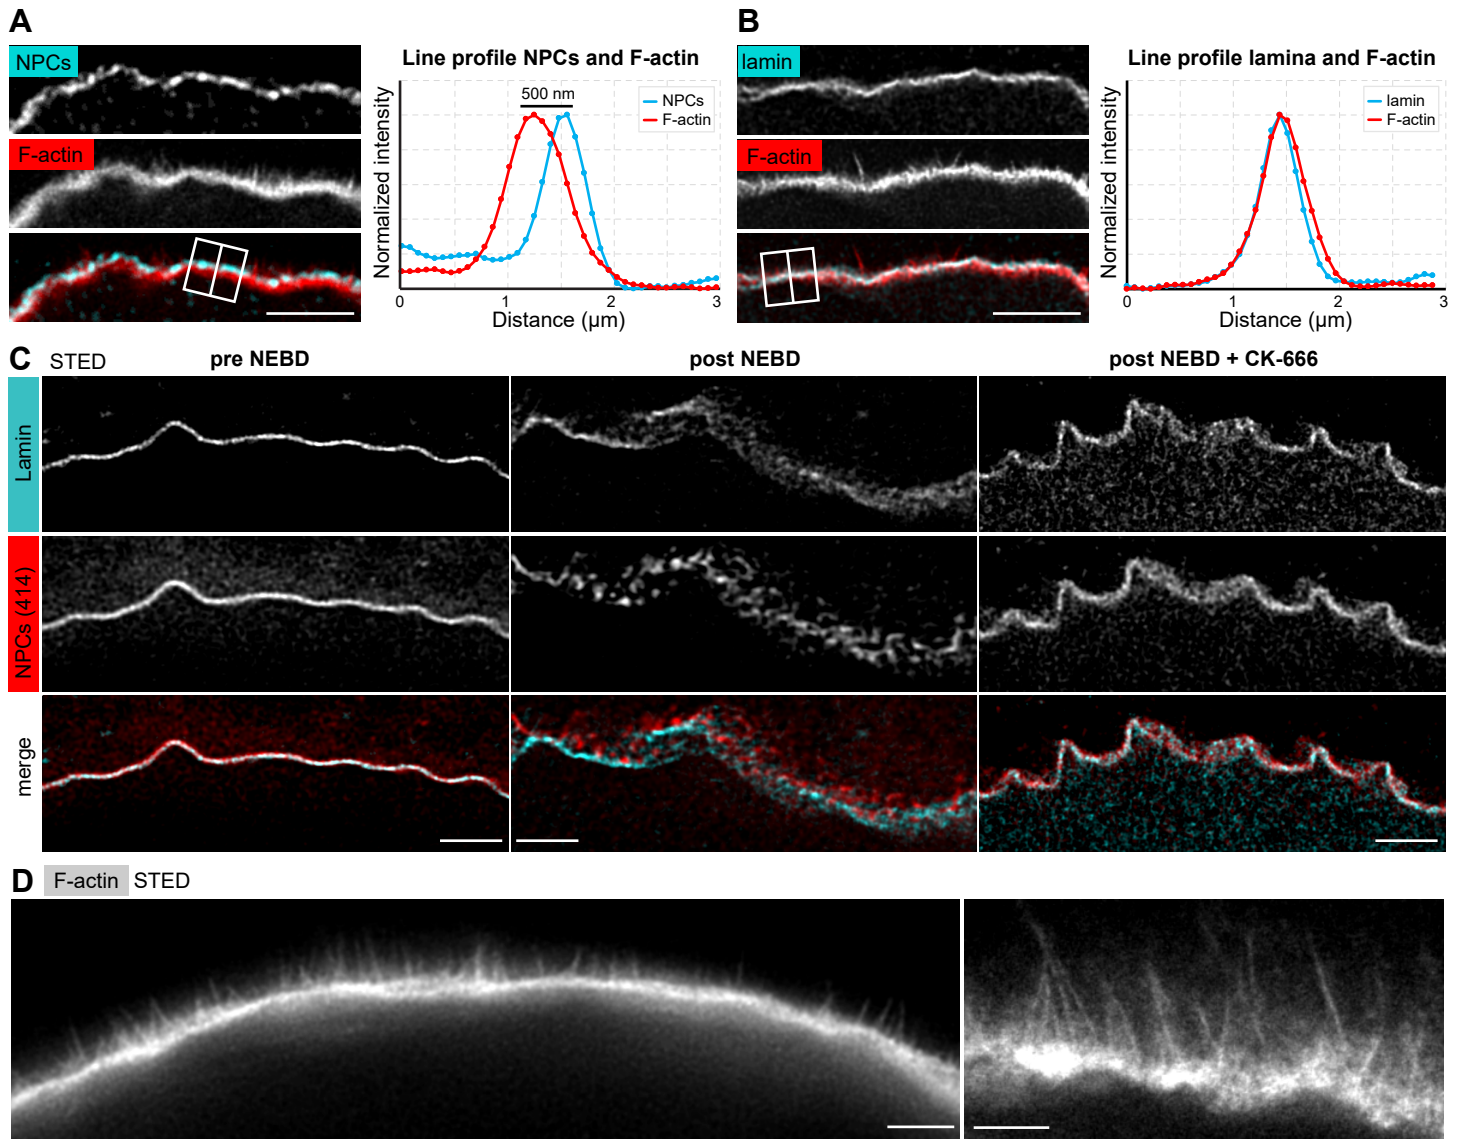 A
NPCs
F-actin
Line profile NPCs and F-actin
500 nm
NPCs
F-actin
Normalized intensity
0 1 2 3
Distance (µm)
B
lamin
F-actin
Line profile lamina and F-actin
lamin
F-actin
Normalized intensity
0 1 2 3
Distance (µm)
C STED pre NEBD post NEBD post NEBD + CK-666
Lamin
NPCs (414)
merge
D F-actin STED